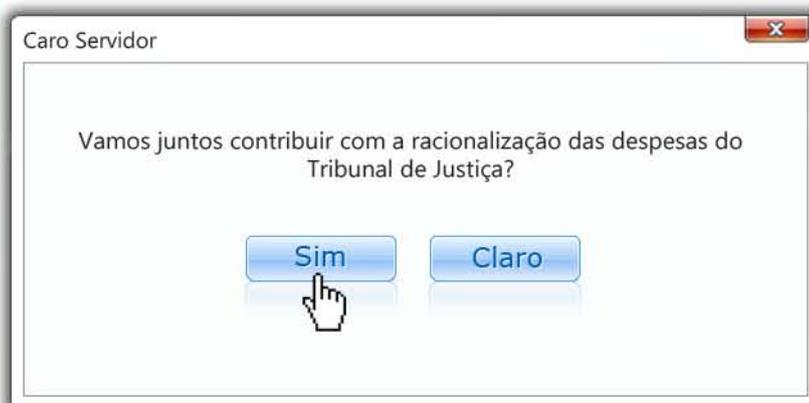 Caro Servidor
Vamos juntos contribuir com a racionalização das despesas do
Tribunal de Justiça?
Sim
Claro